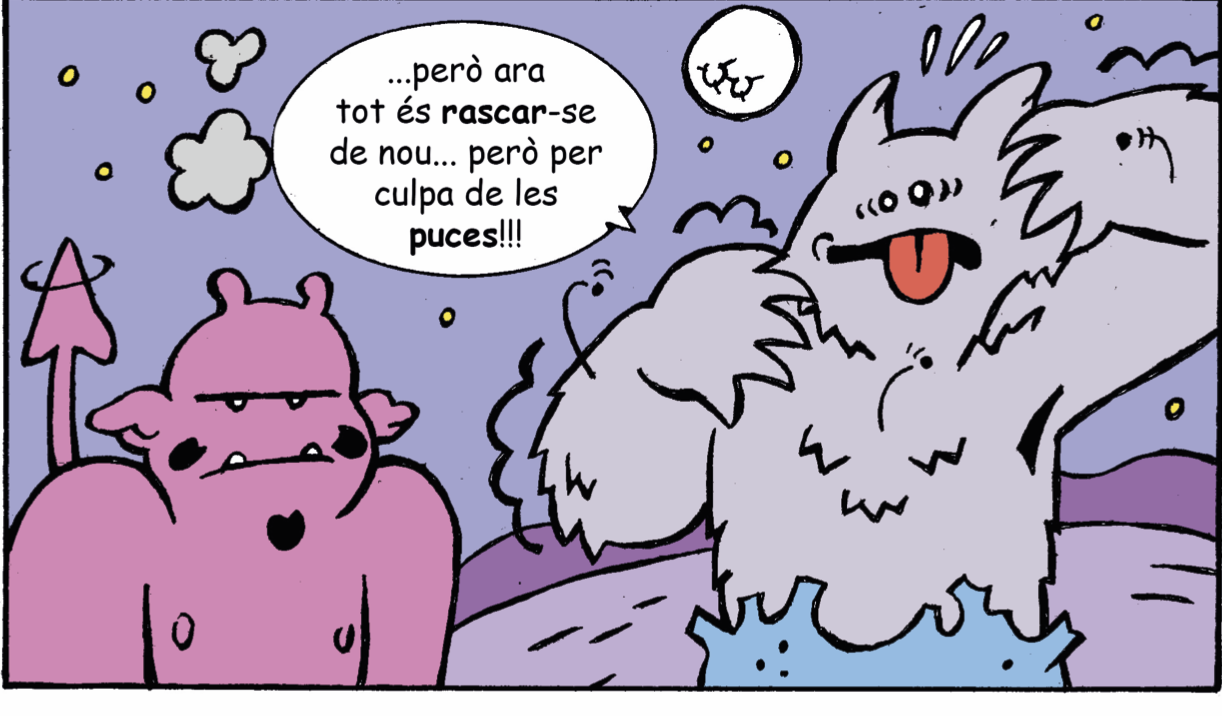 ...però ara
tot és rascar-se
de nou... però per
culpa de les
puces!!!